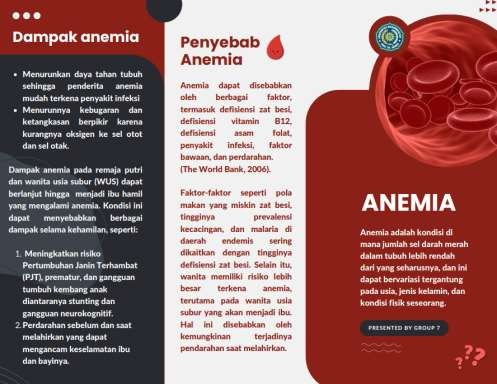 Dampak anemia
• Menurunkan daya tahan tubuh
sehingga penderita anemia
mudah terkena penyakit infeksi
• Menurunnya kebugaran dan
ketangkasan berpikir karena
kurangnya oksigen ke sel otot
dan sel otak.
Dampak anemia pada remaja putri
dan wanita usia subur (WUS) dapat
berlanjut hingga menjadi ibu hamil
yang mengalami anemia. Kondisi ini
dapat menyebabkan berbagai
dampak selama kehamilan, seperti:
1. Meningkatkan risiko
Pertumbuhan Janin Terhambat
(PJT), prematur, dan gangguan
tumbuh kembang anak
diantaranya stunting dan
gangguan neurokognitif.
2. Perdarahan sebelum dan saat
melahirkan yang dapat
mengancam keselamatan ibu
dan bayinya.
Penyebab
Anemia
Anemia dapat disebabkan
oleh berbagai faktor,
termasuk defisiensi zat besi,
defisiensi vitamin B12,
defisiensi asam folat,
penyakit infeksi, faktor
bawaan, dan perdarahan.
(The World Bank, 2006).
Faktor-faktor seperti pola
makan yang miskin zat besi,
tingginya prevalensi
kecacingan, dan malaria di
daerah endemis sering
dikaitkan dengan tingginya
defisiensi zat besi. Selain itu,
wanita memiliki risiko lebih
besar terkena anemia,
terutama pada wanita usia
subur yang akan menjadi ibu.
Hal ini disebabkan oleh
kemungkinan terjadinya
pendarahan saat melahirkan.
ANEMIA
Anemia adalah kondisi di
mana jumlah sel darah merah
dalam tubuh lebih rendah
dari yang seharusnya, dan ini
dapat bervariasi tergantung
pada usia, jenis kelamin, dan
kondisi fisik seseorang.
PRESENTED BY GROUP 7
???